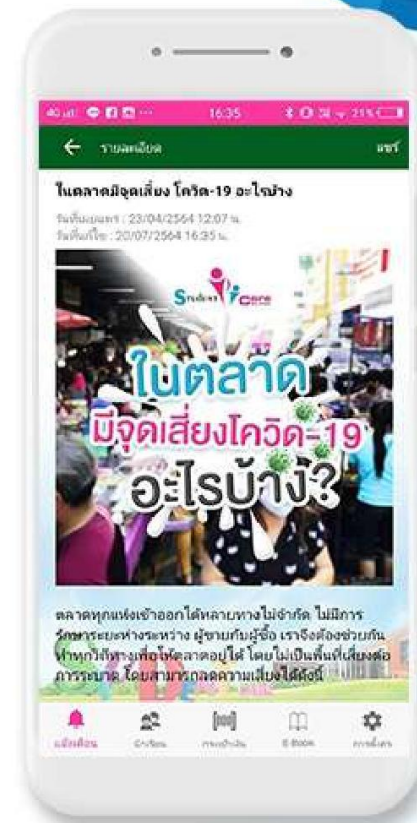 16:35
รายละเอียด
แชร์
ในตลาดมีจุดเสี่ยง โควิด-19 อะไรบ้าง
วันที่เผยแพร่ : 23/04/2564 12:07 น.
วันที่แก้ไข : 20/07/2564 16:35 น.
Student Care
ในตลาด
มีจุดเสี่ยงโควิด-19
อะไรบ้าง?
ตลาดทุกแห่งเข้าออกได้หลายทางไม่จำกัด ไม่มีการ
รักษาระยะห่างระหว่าง ผู้ขายกับผู้ซื้อ เราจึงต้องช่วยกัน
ทำทุกวิถีทางเพื่อให้ตลาดอยู่ได้ โดยไม่เป็นพื้นที่เสี่ยงต่อ
การระบาด โดยสามารถลดความเสี่ยงได้ดังนี้
แจ้งเตือน
นักเรียน
E-Book
การตั้งค่า